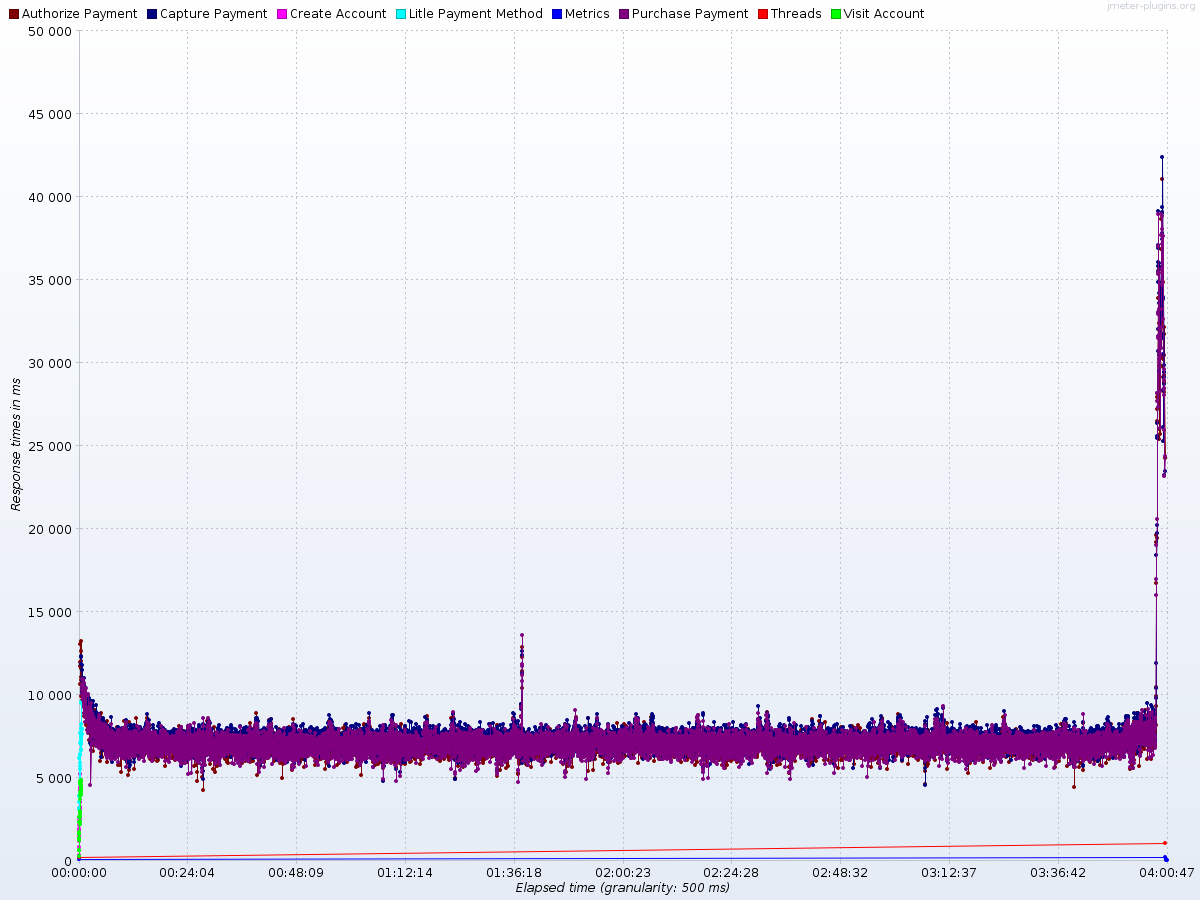 Authorize Payment Capture Payment Create Account Litle Payment Method Metrics Purchase Payment Threads Visit Account
jmeter-plugins.org
50 000
45 000
40 000
35 000
30 000
25 000
20 000
15 000
10 000
5 000
0
Response times in ms
00:00:00 00:24:04 00:48:09 01:12:14 01:36:18 02:00:23 02:24:28 02:48:32 03:12:37 03:36:42 04:00:47
Elapsed time (granularity: 500 ms)